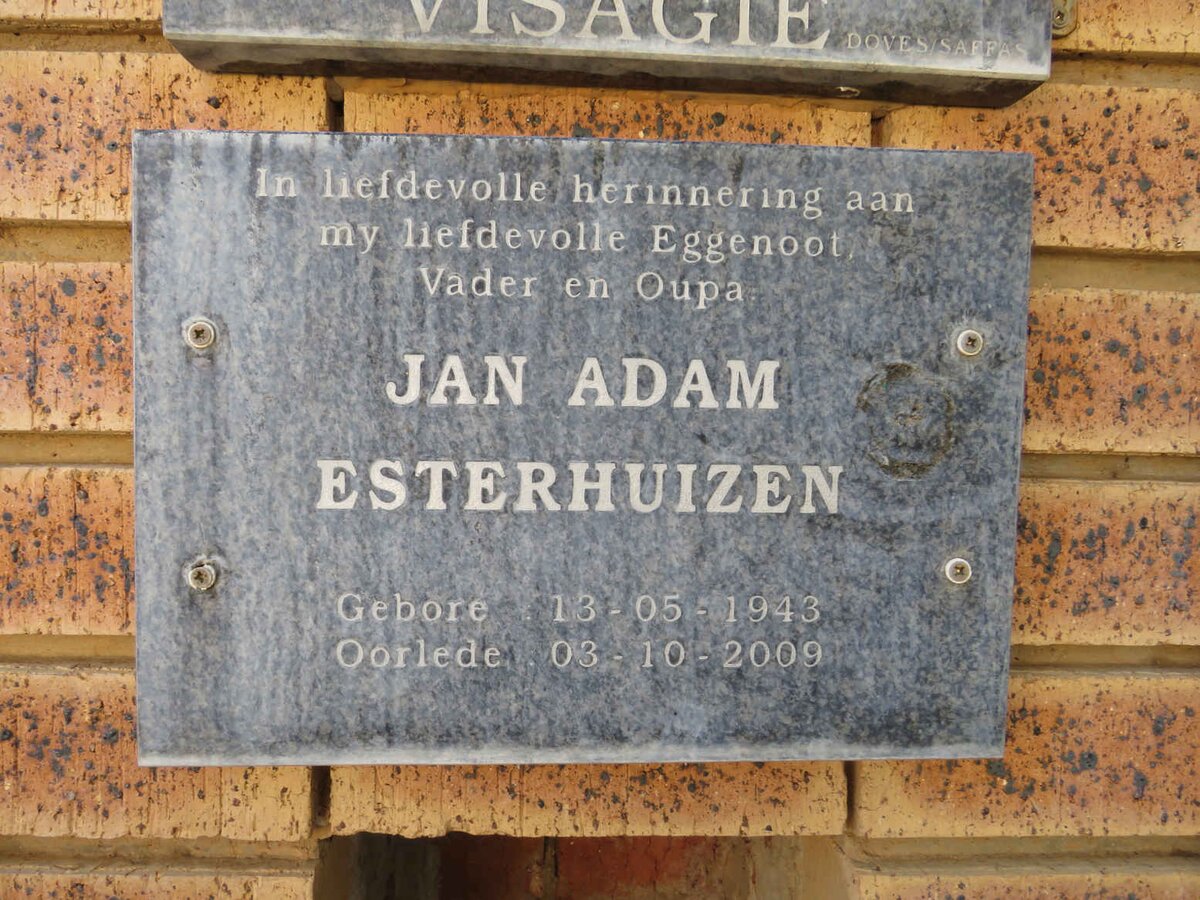 VISAGIE
DOVES/SAFFAS
In liefdevolle herinnering aan
my liefdevolle Eggenoot,
Vader en Oupa.
JAN ADAM
ESTERHUIZEN
Gebore : 13-05-1943
Oorlede : 03-10-2009